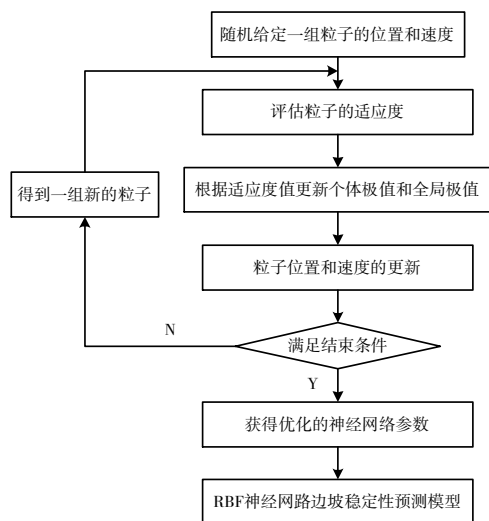 随机给定一组粒子的位置和速度
评估粒子的适应度
得到一组新的粒子
根据适应度值更新个体极值和全局极值
粒子位置和速度的更新
N
满足结束条件
Y
获得优化的神经网络参数
RBF神经网路边坡稳定性预测模型